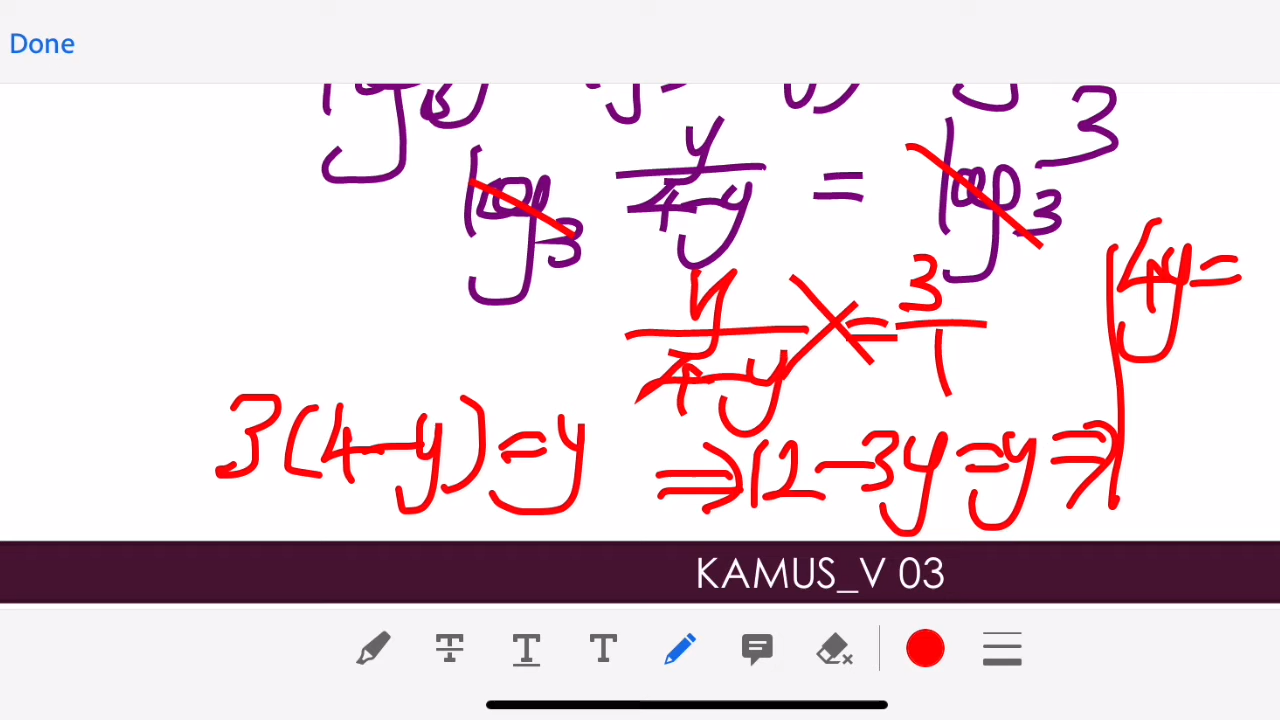 Done
log₃ y/(4-y) = log₃ 3
y/(4-y) = 3/1
4y=
3(4-y)=y ⇒ 12-3y=y ⇒
KAMUS_V 03
T T T